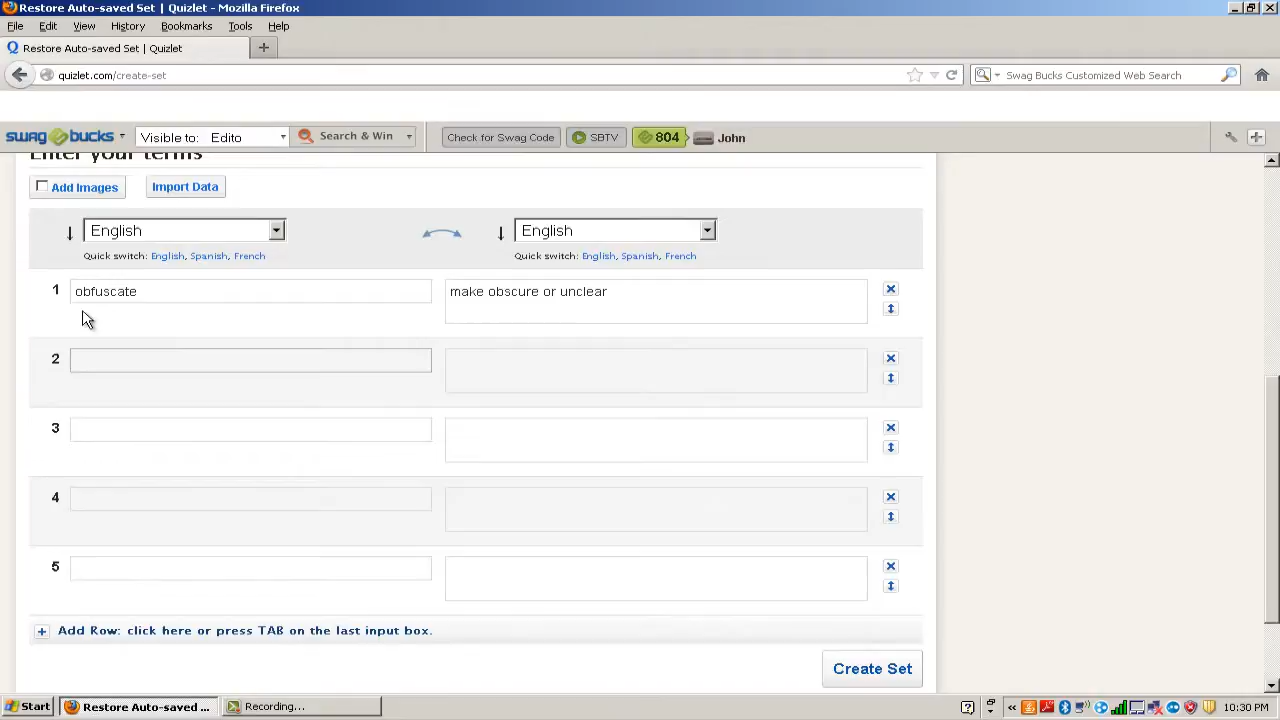 Restore Auto-saved Set | Quizlet - Mozilla Firefox
File Edit View History Bookmarks Tools Help
Restore Auto-saved Set | Quizlet
quizlet.com/create-set
Swag Bucks Customized Web Search
swag bucks Visible to: Edito Search & Win Check for Swag Code SBTV 804 John
Enter your terms
Add Images Import Data
English English
Quick switch: English, Spanish, French Quick switch: English, Spanish, French
1 obfuscate make obscure or unclear
2
3
4
5
Add Row: click here or press TAB on the last input box.
Create Set
Start Restore Auto-saved ... Recording... 10:30 PM